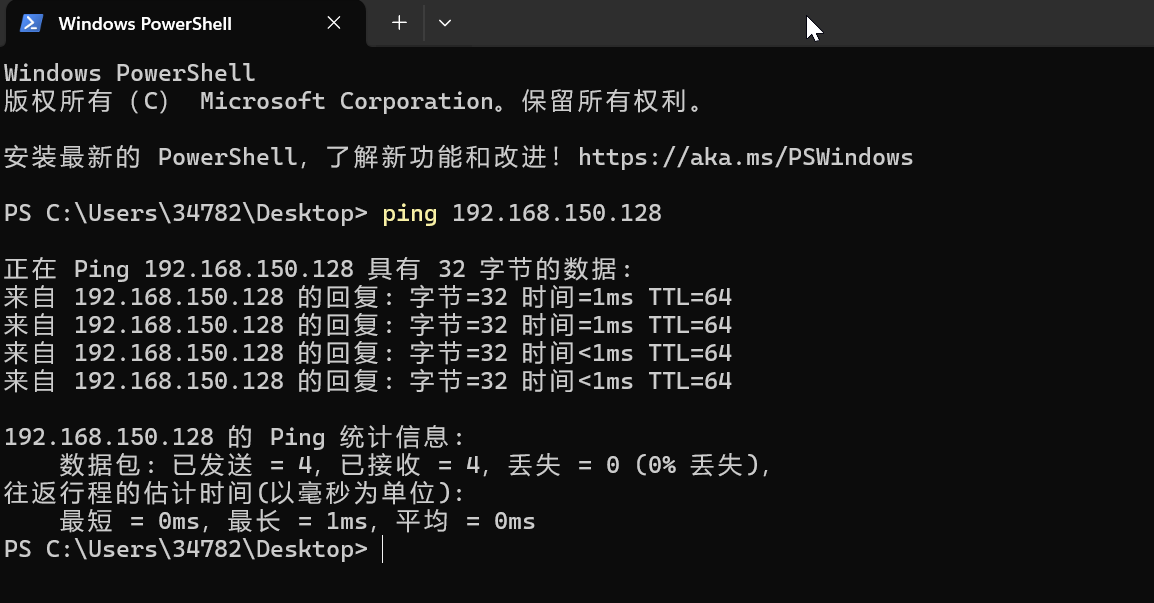 Windows PowerShell
Windows PowerShell
版权所有（C） Microsoft Corporation。保留所有权利。
安装最新的 PowerShell，了解新功能和改进！https://aka.ms/PSWindows
PS C:\Users\34782\Desktop> ping 192.168.150.128
正在 Ping 192.168.150.128 具有 32 字节的数据:
来自 192.168.150.128 的回复: 字节=32 时间=1ms TTL=64
来自 192.168.150.128 的回复: 字节=32 时间=1ms TTL=64
来自 192.168.150.128 的回复: 字节=32 时间<1ms TTL=64
来自 192.168.150.128 的回复: 字节=32 时间<1ms TTL=64
192.168.150.128 的 Ping 统计信息:
数据包: 已发送 = 4，已接收 = 4，丢失 = 0 (0% 丢失)，
往返行程的估计时间(以毫秒为单位):
最短 = 0ms，最长 = 1ms，平均 = 0ms
PS C:\Users\34782\Desktop>